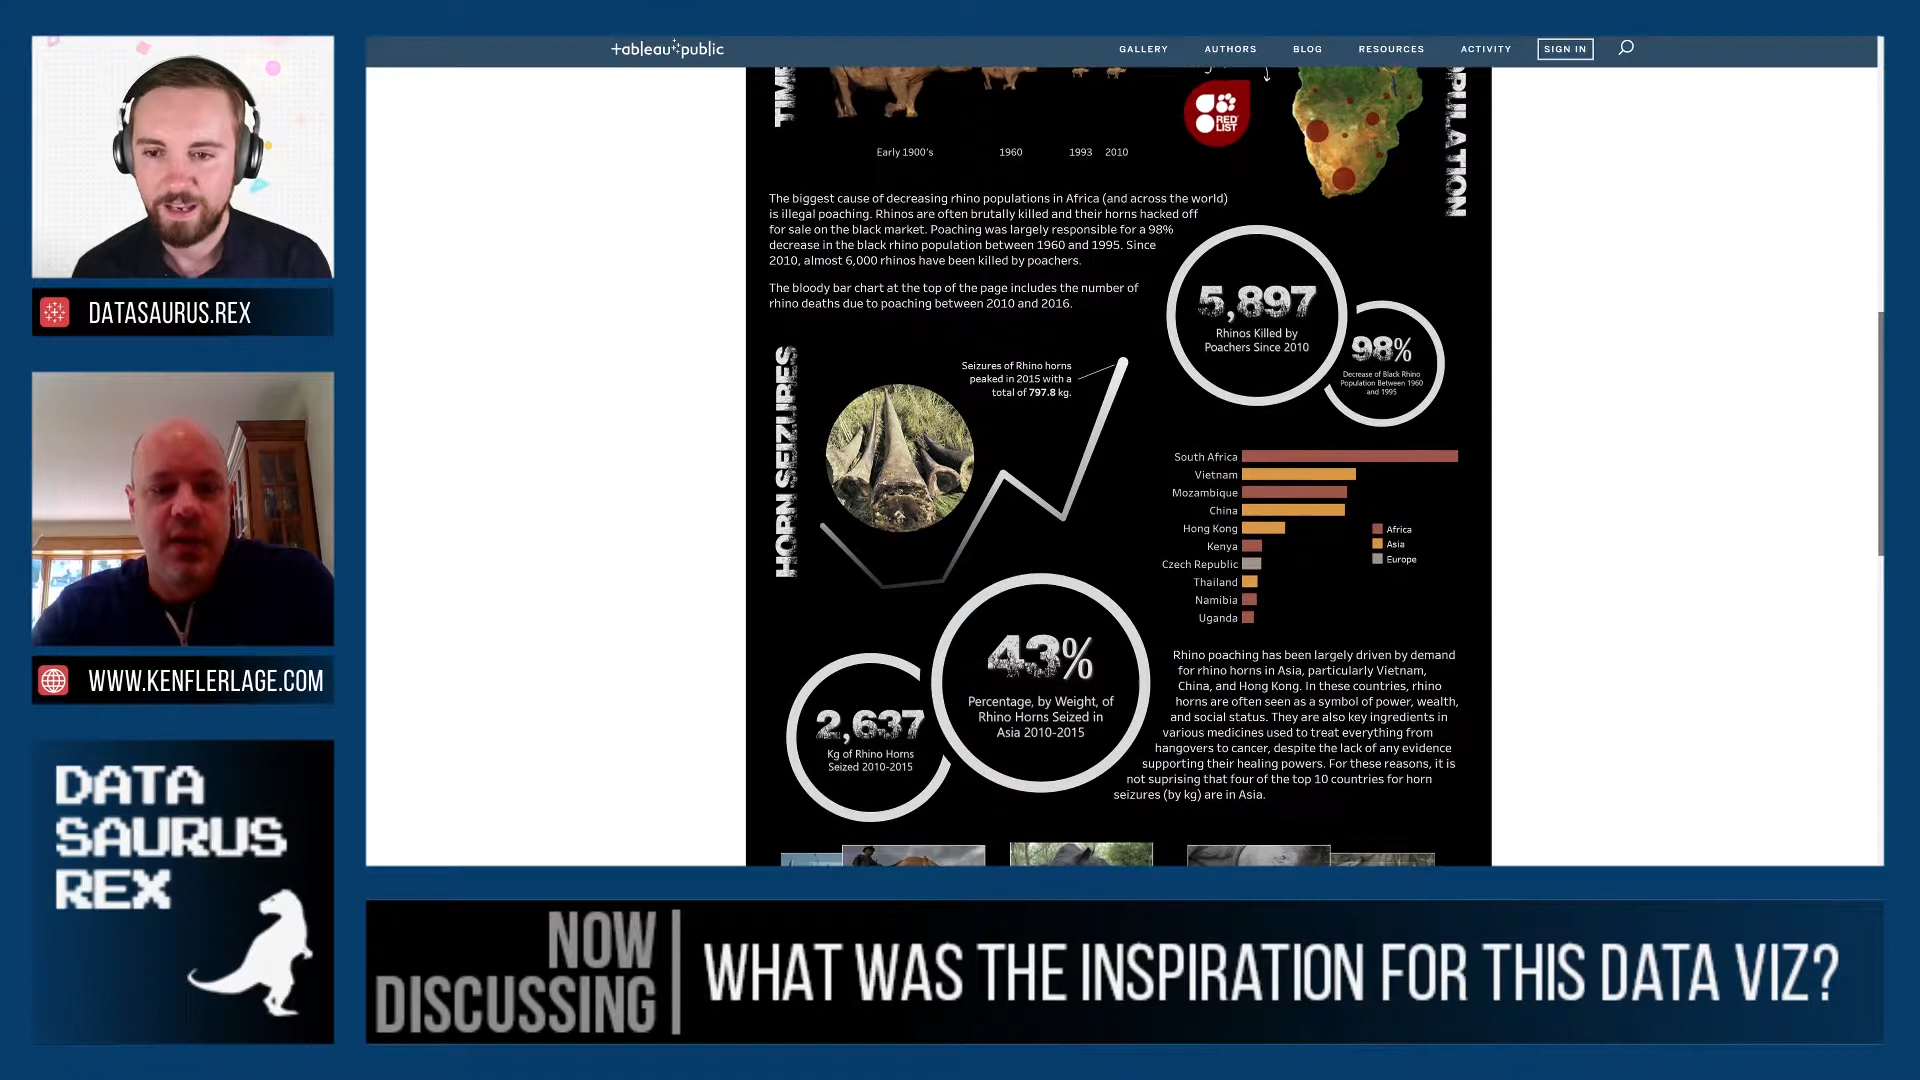 DATASAURUS.REX
WWW.KENFLERLAGE.COM
DATA
SAURUS
REX
+ableau public
GALLERY
AUTHORS
BLOG
RESOURCES
ACTIVITY
SIGN IN
RED
LIST
Early 1900's
1960
1993
2010
The biggest cause of decreasing rhino populations in Africa (and across the world)
is illegal poaching. Rhinos are often brutally killed and their horns hacked off
for sale on the black market. Poaching was largely responsible for a 98%
decrease in the black rhino population between 1960 and 1995. Since
2010, almost 6,000 rhinos have been killed by poachers.
The bloody bar chart at the top of the page includes the number of
rhino deaths due to poaching between 2010 and 2016.
5,897
Rhinos Killed by
Poachers Since 2010
98%
Decrease of Black Rhino
Population Between 1960
and 1995
HORN SEIZURES
Seizures of Rhino horns
peaked in 2015 with a
total of 797.8 kg.
South Africa
Vietnam
Mozambique
China
Hong Kong
Kenya
Czech Republic
Thailand
Namibia
Uganda
Africa
Asia
Europe
43%
Percentage, by Weight, of
Rhino Horns Seized in
Asia 2010-2015
2,637
Kg of Rhino Horns
Seized 2010-2015
Rhino poaching has been largely driven by demand
for rhino horns in Asia, particularly Vietnam,
China, and Hong Kong. In these countries, rhino
horns are often seen as a symbol of power, wealth,
and social status. They are also key ingredients in
various medicines used to treat everything from
hangovers to cancer, despite the lack of any evidence
supporting their healing powers. For these reasons, it is
not suprising that four of the top 10 countries for horn
seizures (by kg) are in Asia.
NOW
DISCUSSING
WHAT WAS THE INSPIRATION FOR THIS DATA VIZ?